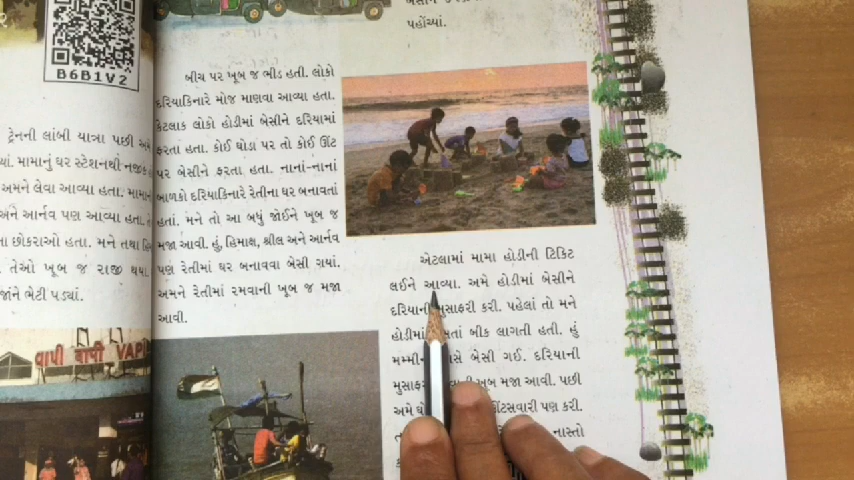 B6B1V2
ટ્રેનની લાંબી યાત્રા પછી
મામાનું ઘર સ્ટેશનથી નજીક
અમને લેવા આવ્યા હતા.
અને આર્નવ પણ આવ્યા હતા.
છોકરાઓ હતા. મને તથા
તેઓ ખૂબ જ રાજી થયા.
ભેટી પડ્યાં.
વાપી वापी VAPI
પહોંચ્યાં.
બીચ પર ખૂબ જ ભીડ હતી. લોકો
દરિયાકિનારે મોજ માણવા આવ્યા હતા.
કેટલાક લોકો હોડીમાં બેસીને દરિયામાં
ફરતા હતા. કોઈ ઘોડા પર તો કોઈ ઊંટ
પર બેસીને ફરતા હતા. નાનાં-નાનાં
બાળકો દરિયાકિનારે રેતીના ઘર બનાવતાં
હતાં. મને તો આ બધું જોઈને ખૂબ જ
મજા આવી. હું, હિમાક્ષ, શ્રીલ અને આર્નવ
પણ રેતીમાં ઘર બનાવવા બેસી ગયાં.
અમને રેતીમાં રમવાની ખૂબ જ મજા
આવી.
એટલામાં મામા હોડીની ટિકિટ
લઈને આવ્યા. અમે હોડીમાં બેસીને
દરિયાની મુસાફરી કરી. પહેલાં તો મને
હોડીમાં બીક લાગતી હતી. હું
બેસી ગઈ. દરિયાની
ખૂબ મજા આવી. પછી
અમે ઊંટસવારી પણ કરી.
નાસ્તો